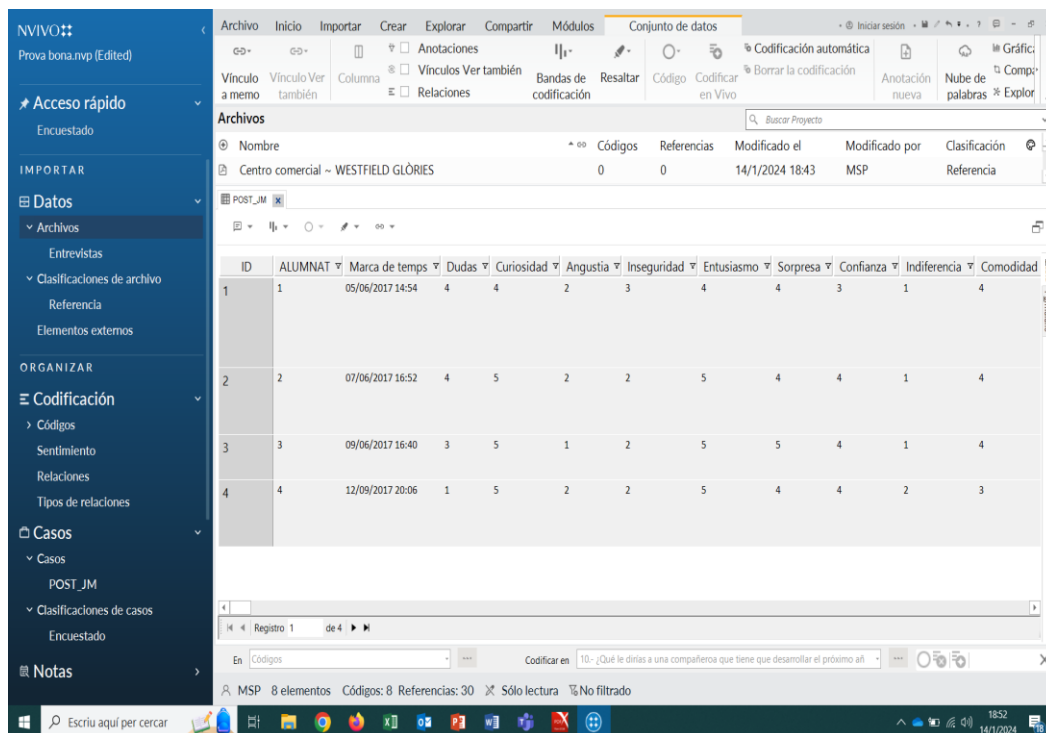 NVIVO
Prova bona.nvp (Edited)
Acceso rápido
Encuestado
IMPORTAR
Datos
Archivos
Entrevistas
Clasificaciones de archivo
Referencia
Elementos externos
ORGANIZAR
Codificación
Códigos
Sentimiento
Relaciones
Tipos de relaciones
Casos
Casos
POST_JM
Clasificaciones de casos
Encuestado
Notas
Archivo Inicio Importar Crear Explorar Compartir Módulos Conjunto de datos Iniciar sesión
Anotaciones Codificación automática Gráfica
Vínculos Ver también Borrar la codificación
Relaciones Explor
Vínculo a memo
Vínculo Ver también
Columna
Bandas de codificación
Resaltar
Código
Codificar en Vivo
Anotación nueva
Nube de palabras
Archivos Buscar Proyecto
Nombre Códigos Referencias Modificado el Modificado por Clasificación
Centro comercial ~ WESTFIELD GLÒRIES 0 0 14/1/2024 18:43 MSP Referencia
POST_JM
ID ALUMNAT Marca de temps Dudas Curiosidad Angustia Inseguridad Entusiasmo Sorpresa Confianza Indiferencia Comodidad
1 1 05/06/2017 14:54 4 4 2 3 4 4 3 1 4
2 2 07/06/2017 16:52 4 5 2 2 5 4 4 1 4
3 3 09/06/2017 16:40 3 5 1 2 5 5 4 1 4
4 4 12/09/2017 20:06 1 5 2 2 5 4 4 2 3
Registro 1 de 4
En Códigos Codificar en 10.- ¿Qué le dirías a una compañeroa que tiene que desarrollar el próximo añ
MSP 8 elementos Códigos: 8 Referencias: 30 Sólo lectura No filtrado
Escriu aquí per cercar 18:52
14/1/2024